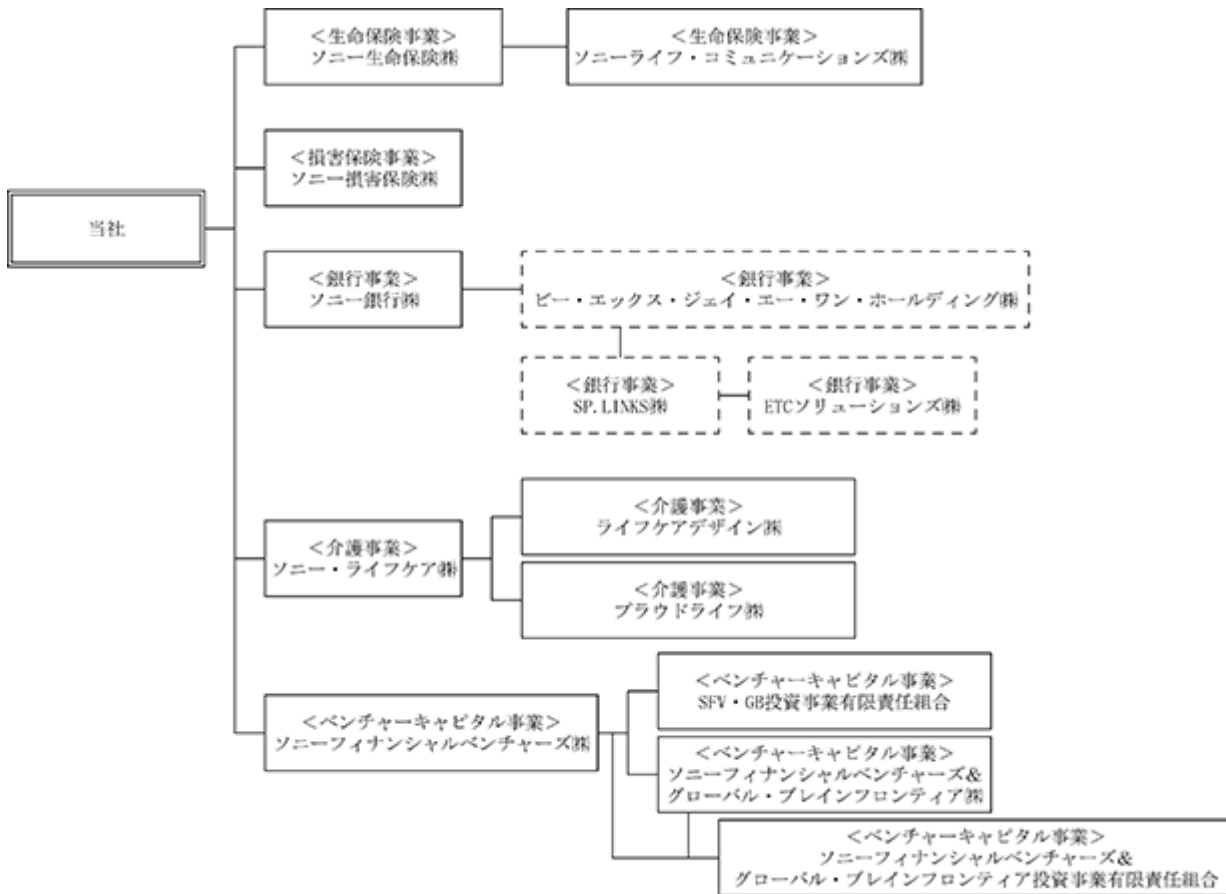 ＜生命保険事業＞
ソニー生命保険㈱
＜生命保険事業＞
ソニーライフ・コミュニケーションズ㈱
＜損害保険事業＞
ソニー損害保険㈱
当社
＜銀行事業＞
ソニー銀行㈱
＜銀行事業＞
ビー・エックス・ジェイ・エー・ワン・ホールディング㈱
＜銀行事業＞
SP.LINKS㈱
＜銀行事業＞
ETCソリューションズ㈱
＜介護事業＞
ソニー・ライフケア㈱
＜介護事業＞
ライフケアデザイン㈱
＜介護事業＞
プラウドライフ㈱
＜ベンチャーキャピタル事業＞
ソニーフィナンシャルベンチャーズ㈱
＜ベンチャーキャピタル事業＞
SFV・GB投資事業有限責任組合
＜ベンチャーキャピタル事業＞
ソニーフィナンシャルベンチャーズ&
グローバル・ブレインフロンティア㈱
＜ベンチャーキャピタル事業＞
ソニーフィナンシャルベンチャーズ&
グローバル・ブレインフロンティア投資事業有限責任組合